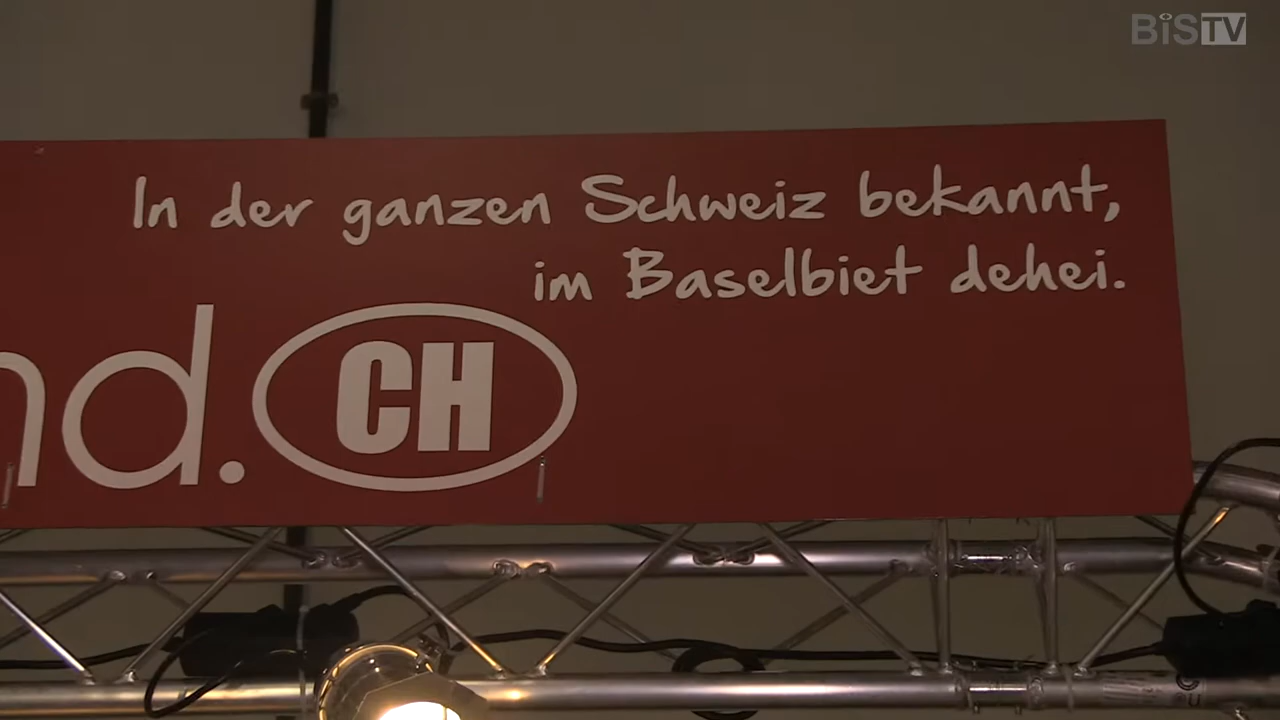 BiSTV
In der ganzen Schweiz bekannt,
im Baselbiet dehei.
nd.CH